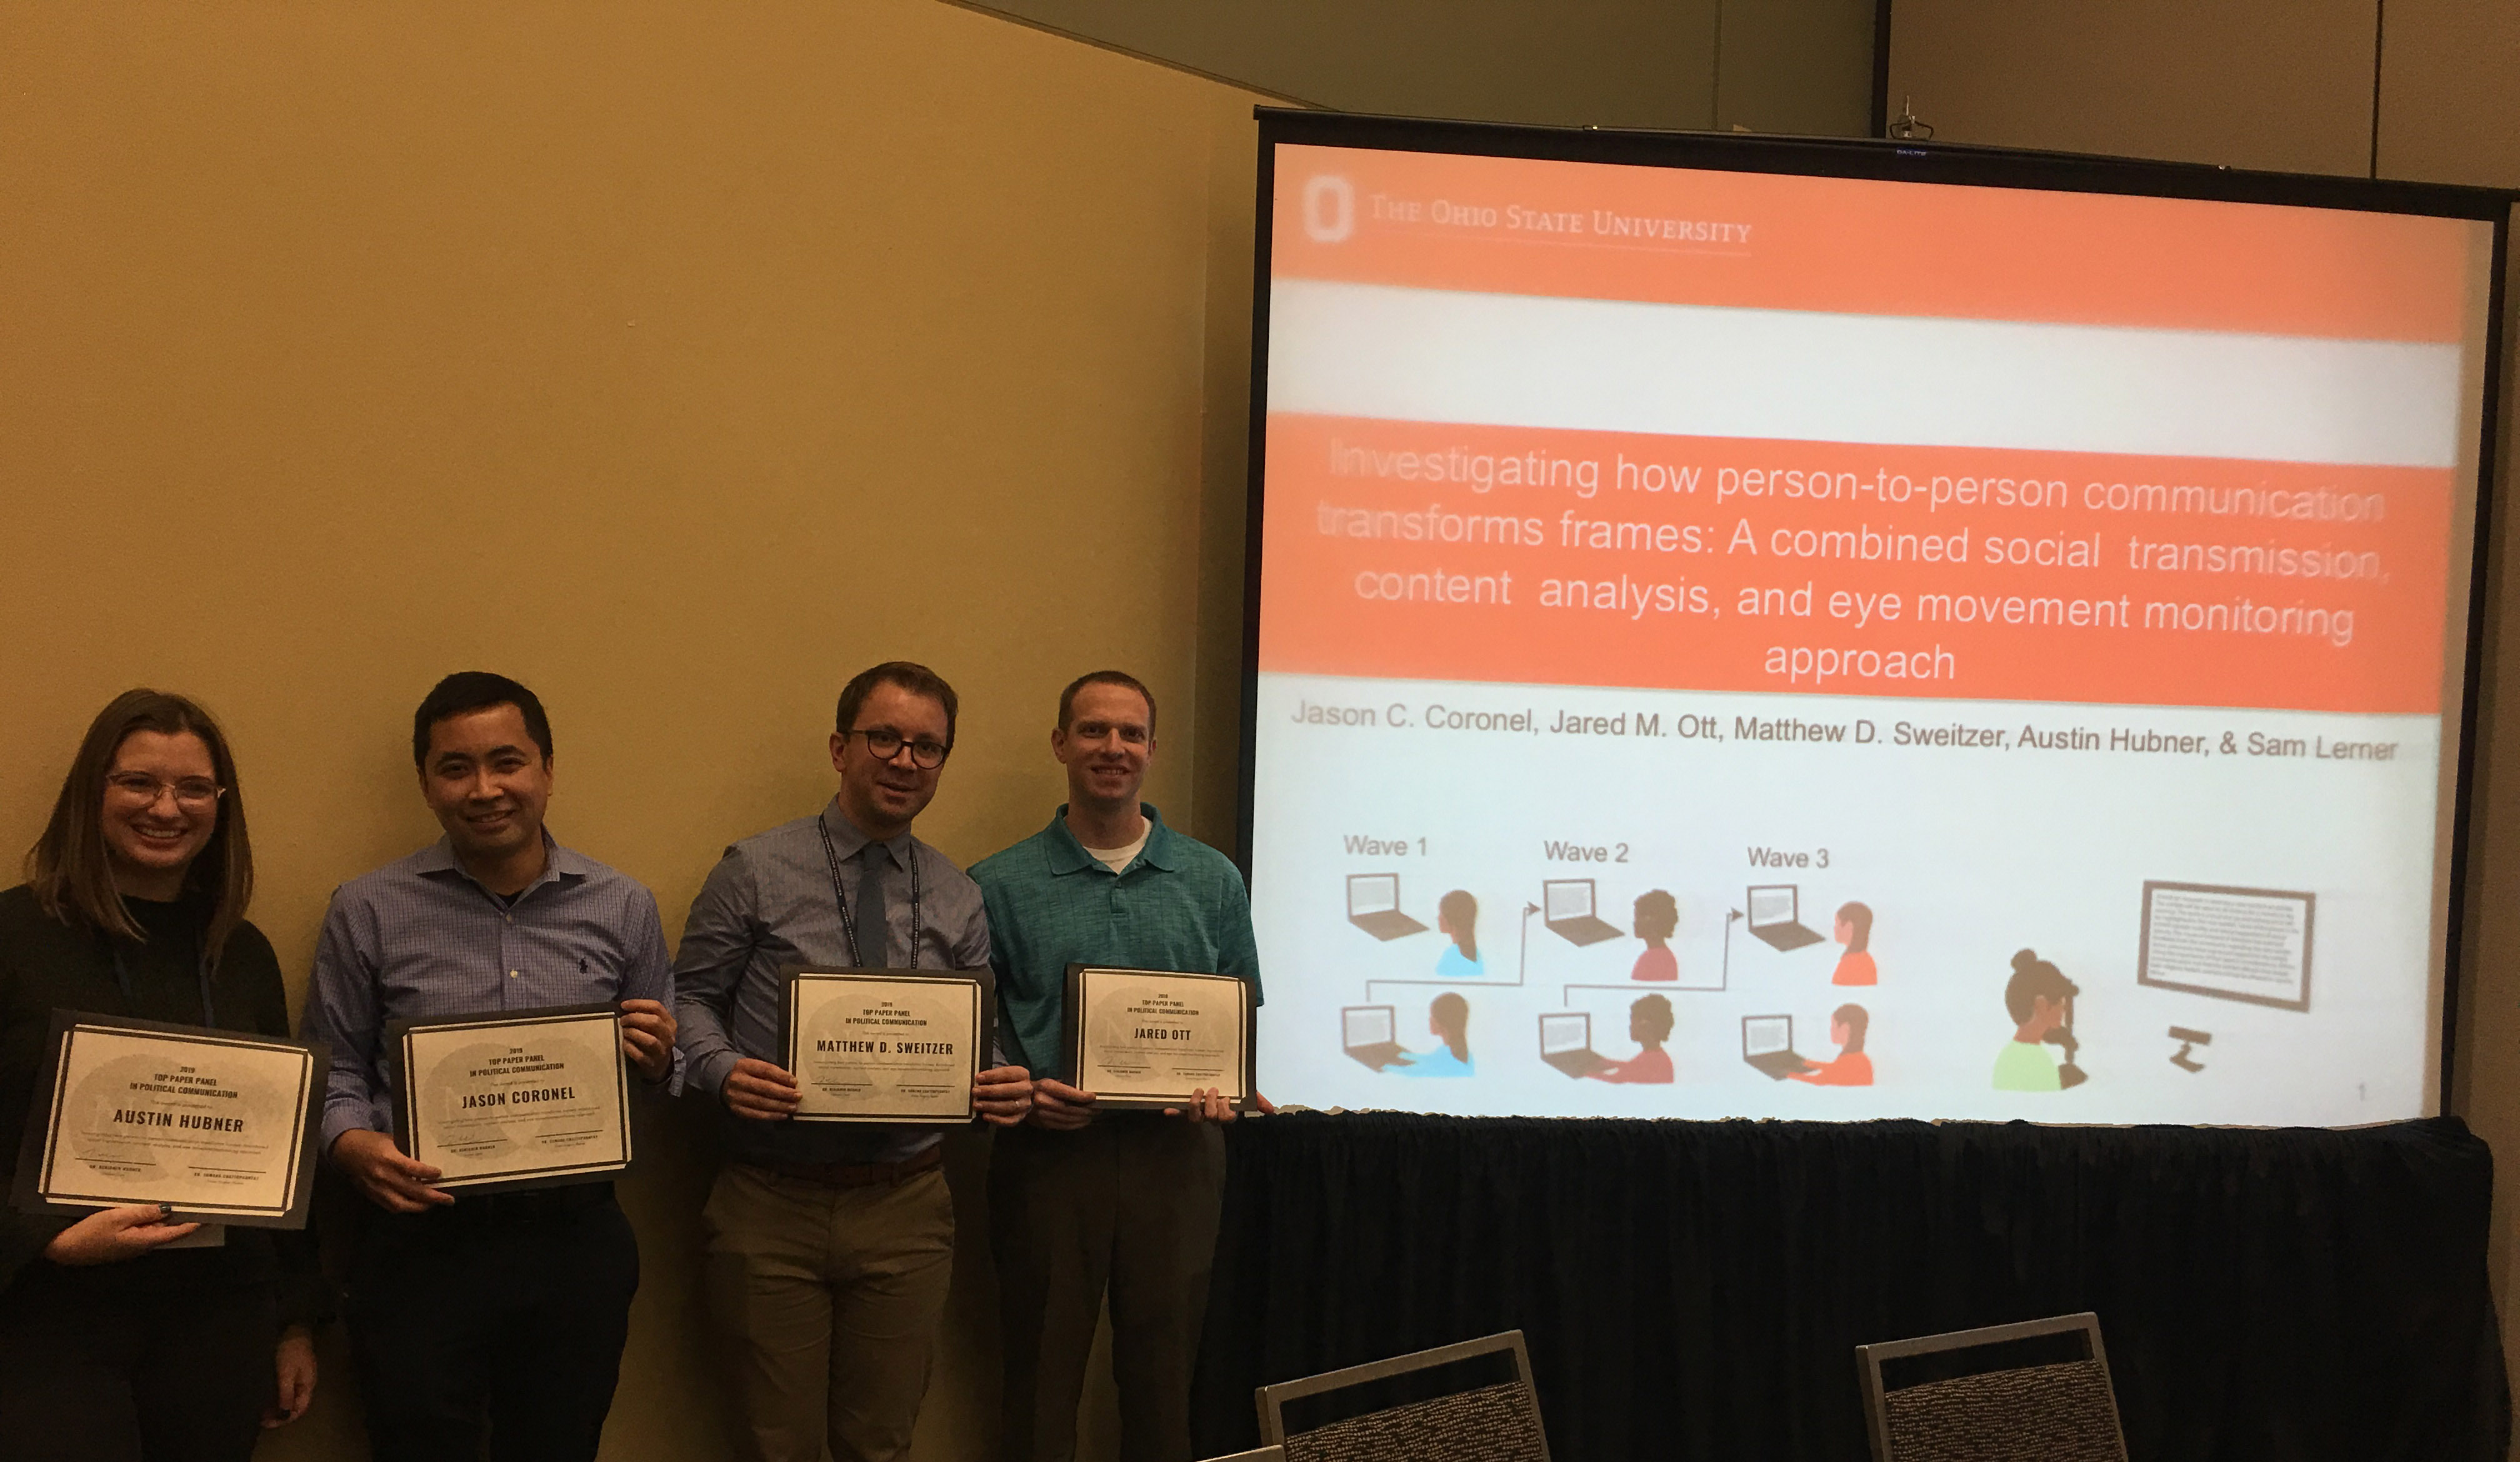 THE OHIO STATE UNIVERSITY
Investigating how person-to-person communication
transforms frames: A combined social transmission,
content analysis, and eye movement monitoring
approach
Jason C. Coronel, Jared M. Ott, Matthew D. Sweitzer, Austin Hubner, & Sam Lerner
Wave 1
Wave 2
Wave 3
1
2019
TOP PAPER PANEL
IN POLITICAL COMMUNICATION
AUSTIN HUBNER
2019
TOP PAPER PANEL
IN POLITICAL COMMUNICATION
JASON CORONEL
2019
TOP PAPER PANEL
IN POLITICAL COMMUNICATION
MATTHEW D. SWEITZER
2019
TOP PAPER PANEL
IN POLITICAL COMMUNICATION
JARED OTT